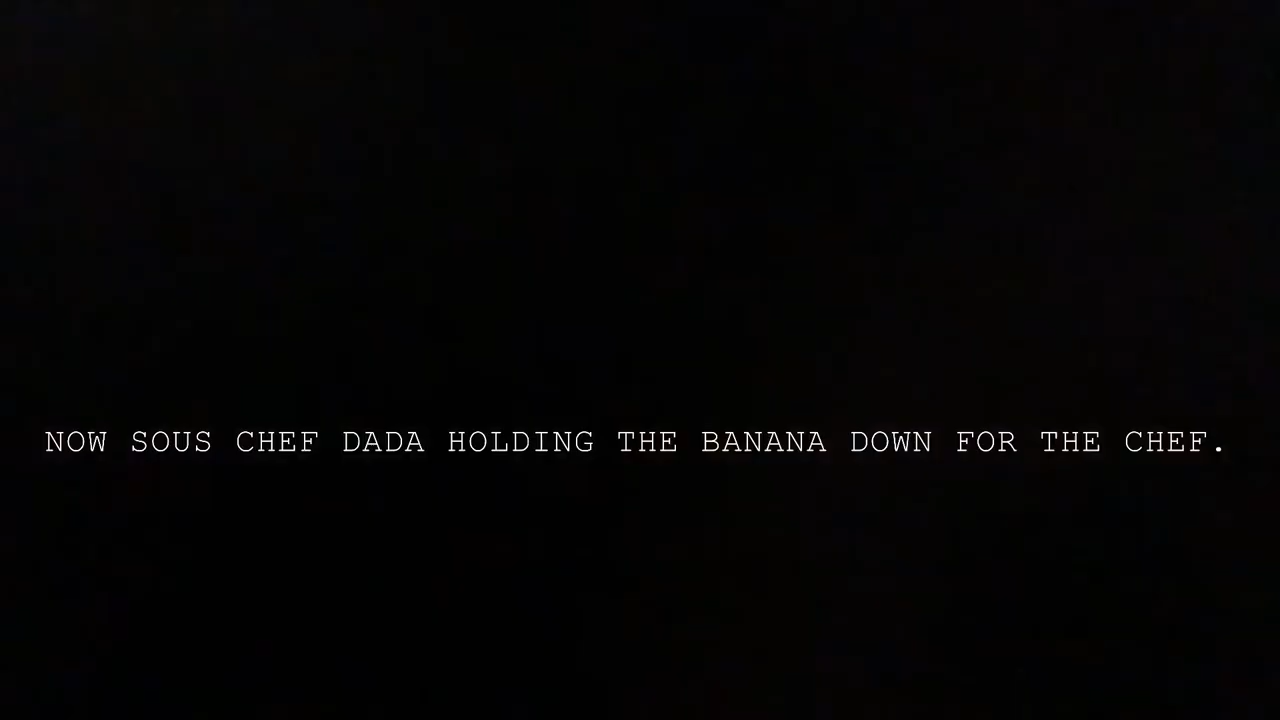 NOW SOUS CHEF DADA HOLDING THE BANANA DOWN FOR THE CHEF.